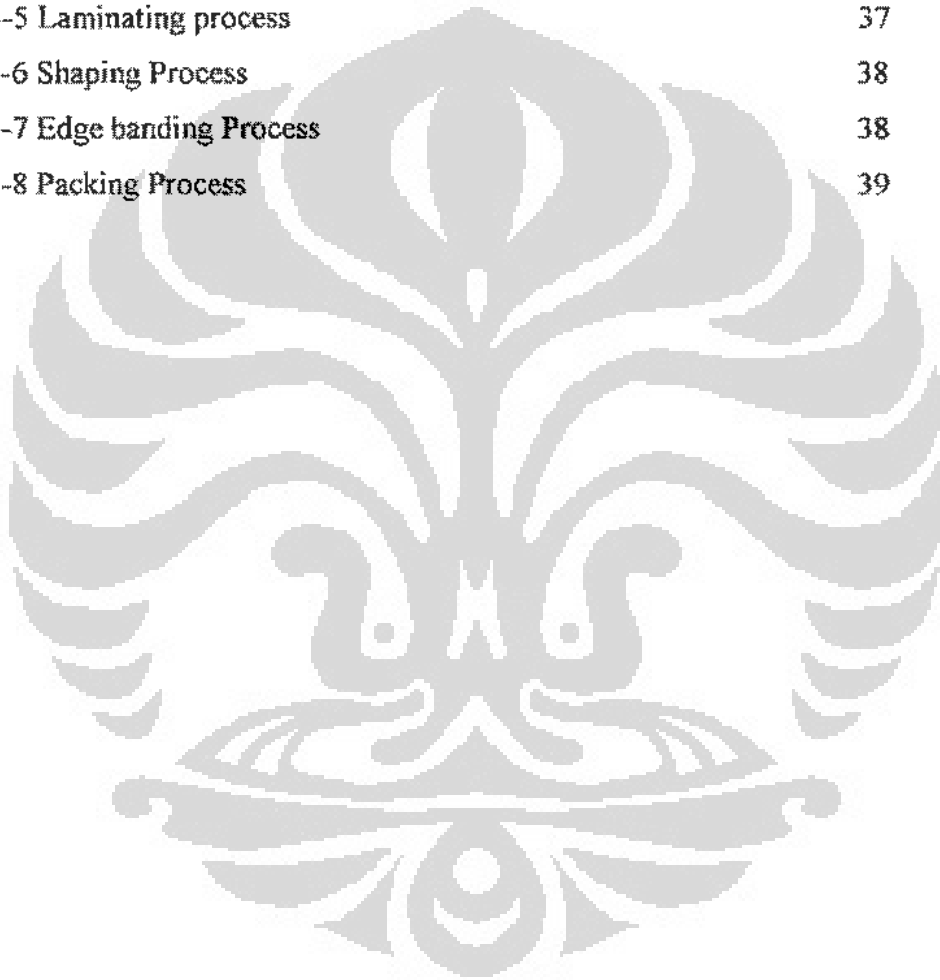 -5 Laminating process 37
-6 Shaping Process 38
-7 Edge banding Process 38
-8 Packing Process 39